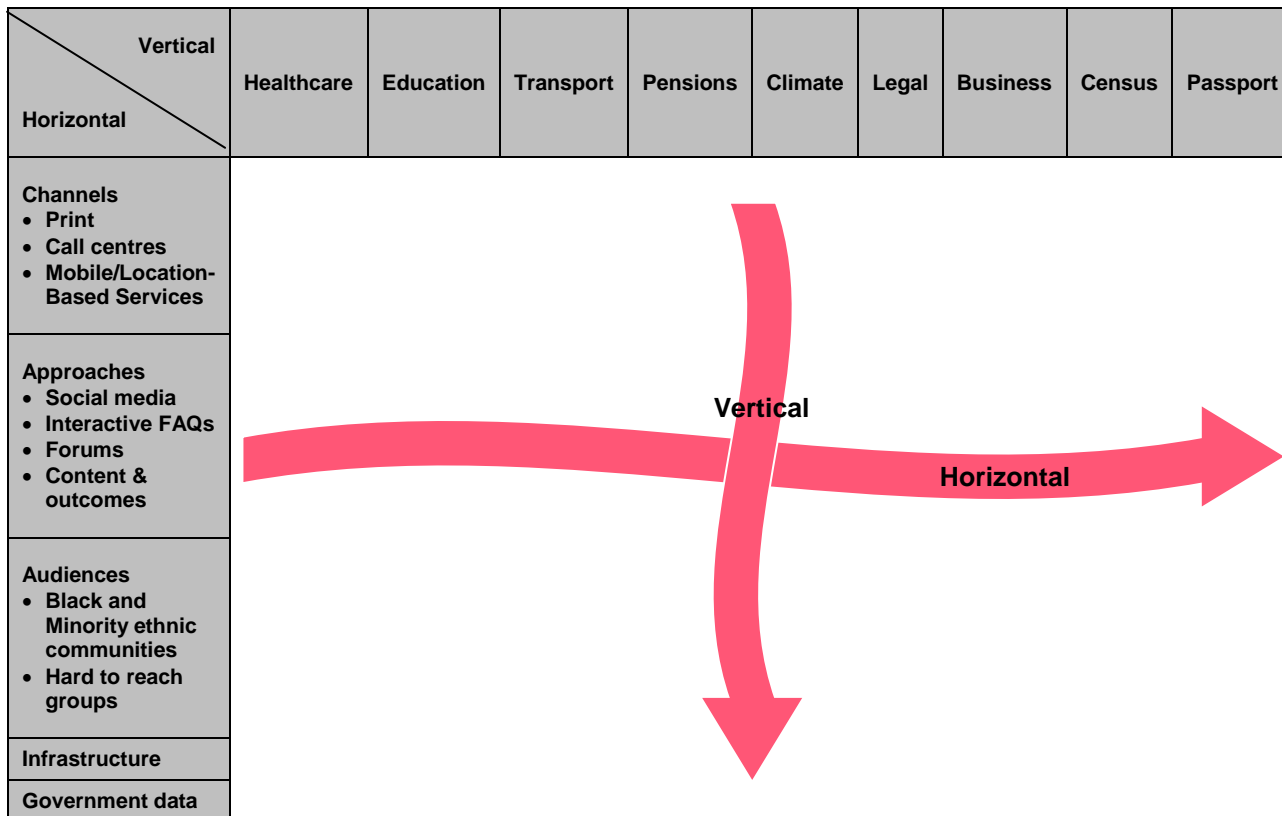 Vertical
Horizontal
Healthcare Education Transport Pensions Climate Legal Business Census Passport
Channels
• Print
• Call centres
• Mobile/Location-
Based Services
Approaches
• Social media
• Interactive FAQs
• Forums
• Content &
outcomes
Audiences
• Black and
Minority ethnic
communities
• Hard to reach
groups
Infrastructure
Government data
Vertical
Horizontal